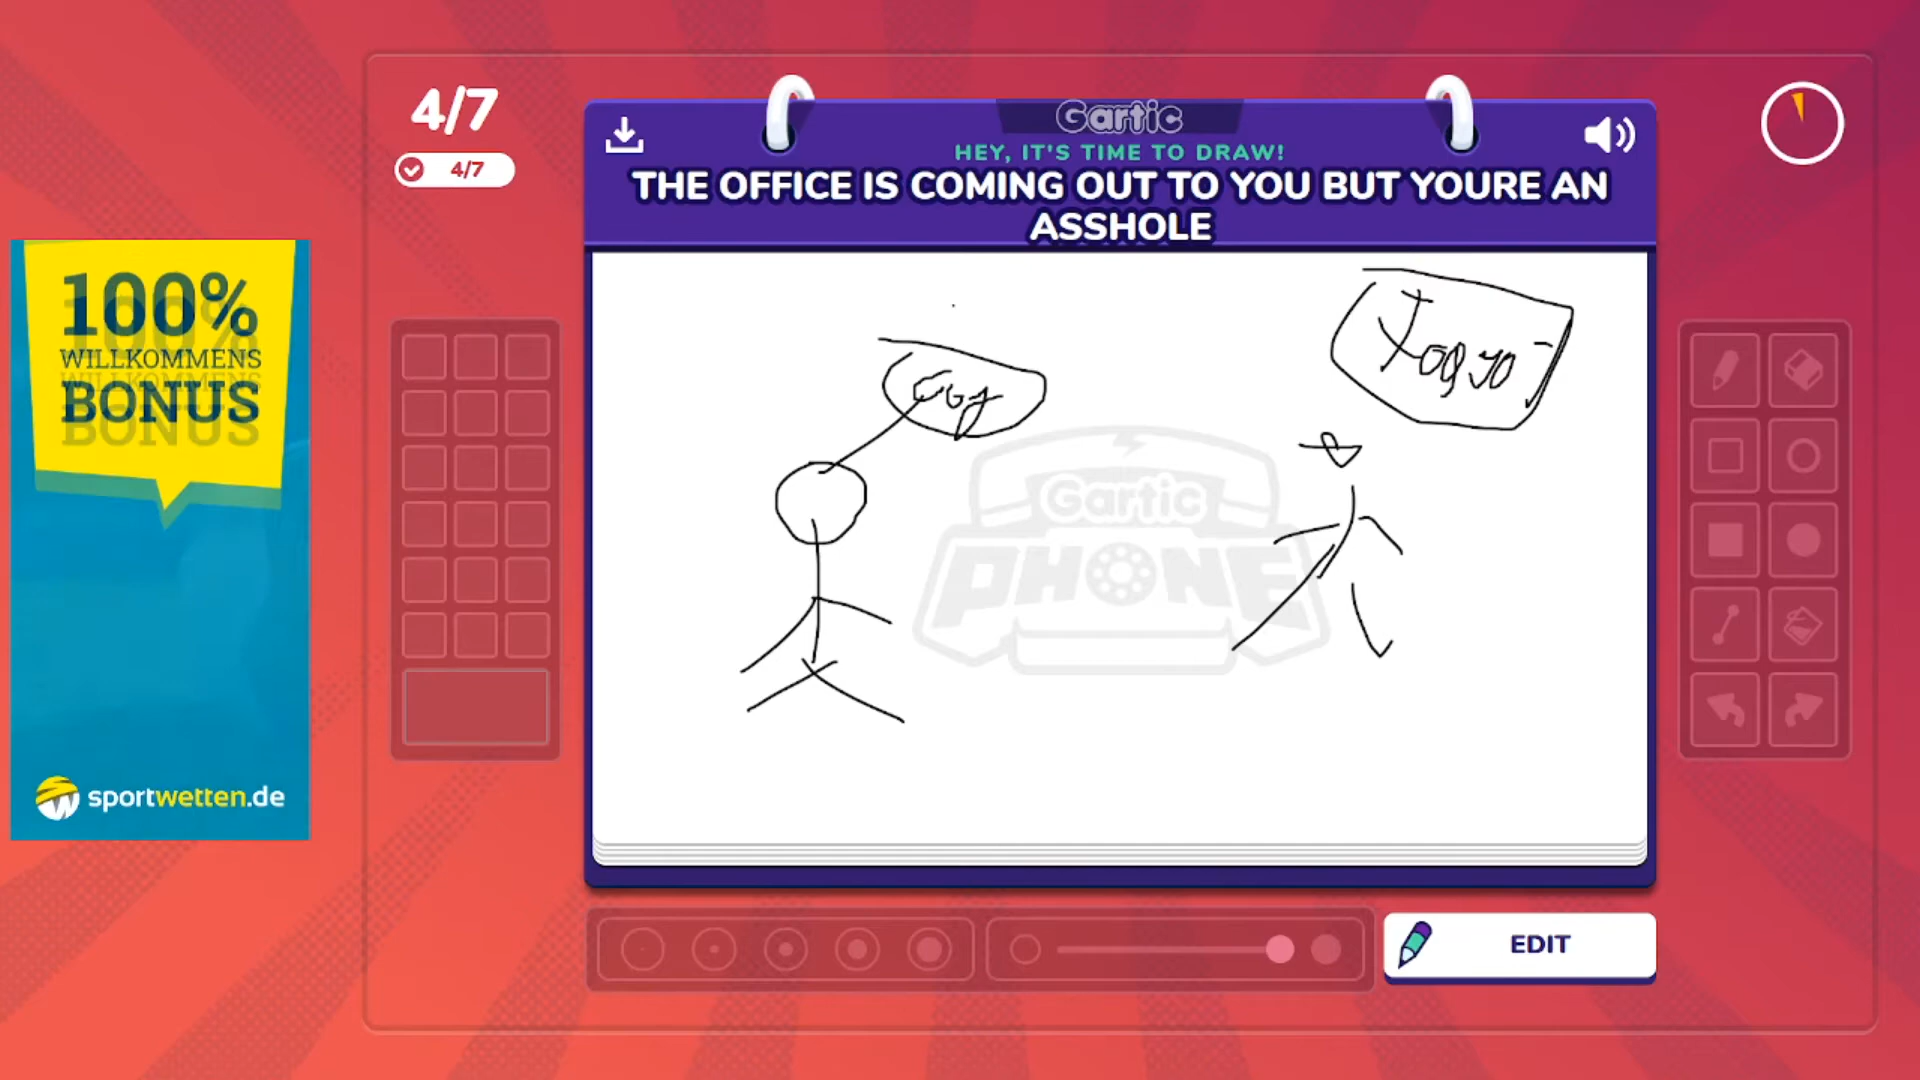 4/7
4/7
Gartic
HEY, IT'S TIME TO DRAW!
THE OFFICE IS COMING OUT TO YOU BUT YOURE AN
ASSHOLE
100%
WILLKOMMENS
BONUS
sportwetten.de
Gartic
PHONE
EDIT